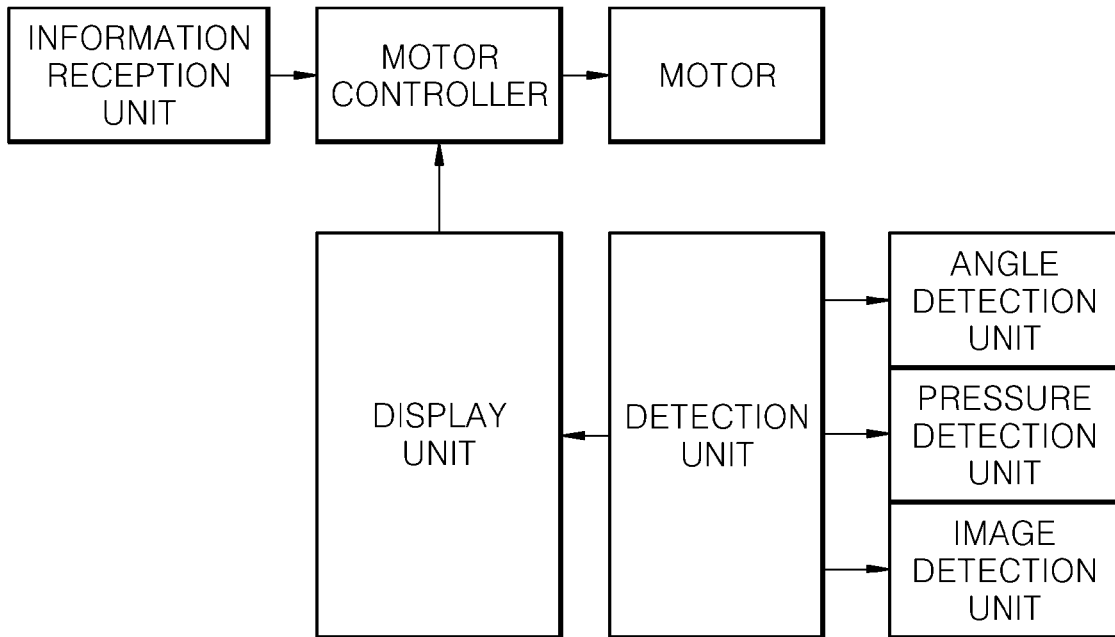 INFORMATION
RECEPTION
UNIT
MOTOR
CONTROLLER
MOTOR
DISPLAY
UNIT
DETECTION
UNIT
ANGLE
DETECTION
UNIT
PRESSURE
DETECTION
UNIT
IMAGE
DETECTION
UNIT